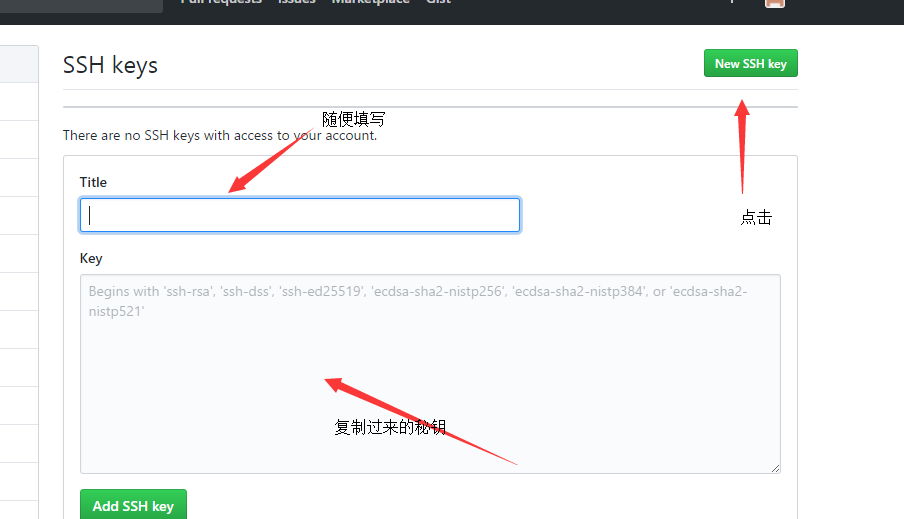 Pull requests Issues Marketplace Gist
SSH keys
New SSH key
随便填写
There are no SSH keys with access to your account.
Title
点击
Key
Begins with 'ssh-rsa', 'ssh-dss', 'ssh-ed25519', 'ecdsa-sha2-nistp256', 'ecdsa-sha2-nistp384', or 'ecdsa-sha2-
nistp521'
复制过来的秘钥
Add SSH key